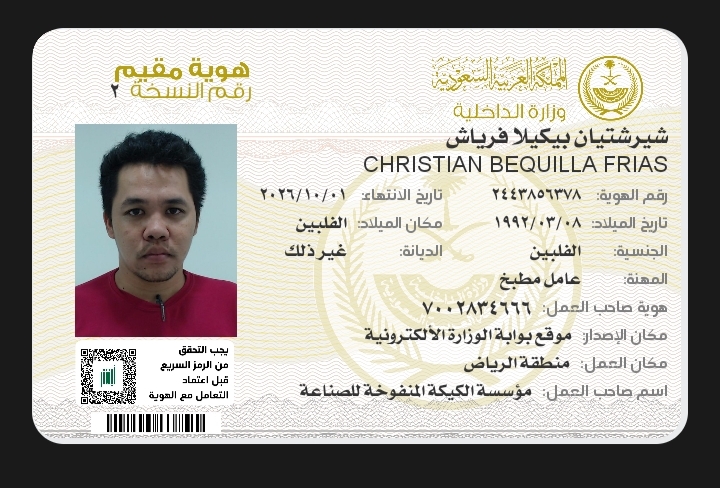 المملكة العربية السعودية
وزارة الداخلية
هوية مقيم
رقم النسخة ٢
شيرشتيان بيكيلا فرياش
CHRISTIAN BEQUILLA FRIAS
رقم الهوية: ٢٤٤٣٨٥٦٣٧٨ تاريخ الانتهاء: ٢٠٢٦/١٠/٠١
تاريخ الميلاد: ١٩٩٢/٠٣/٠٨ مكان الميلاد: الفلبين
الجنسية: الفلبين الديانة: غير ذلك
المهنة: عامل مطبخ
هوية صاحب العمل: ٧٠٠٢٨٣٤٦٦٦
مكان الإصدار: موقع بوابة الوزارة الألكترونية
مكان العمل: منطقة الرياض
اسم صاحب العمل: مؤسسة الكيكة المنفوخة للصناعة
يجب التحقق
من الرمز السريع
قبل اعتماد
التعامل مع الهوية